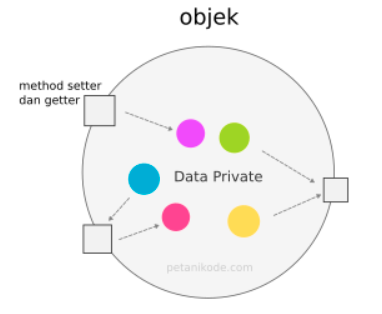 objek
method setter
dan getter
Data Private
petanikode.com